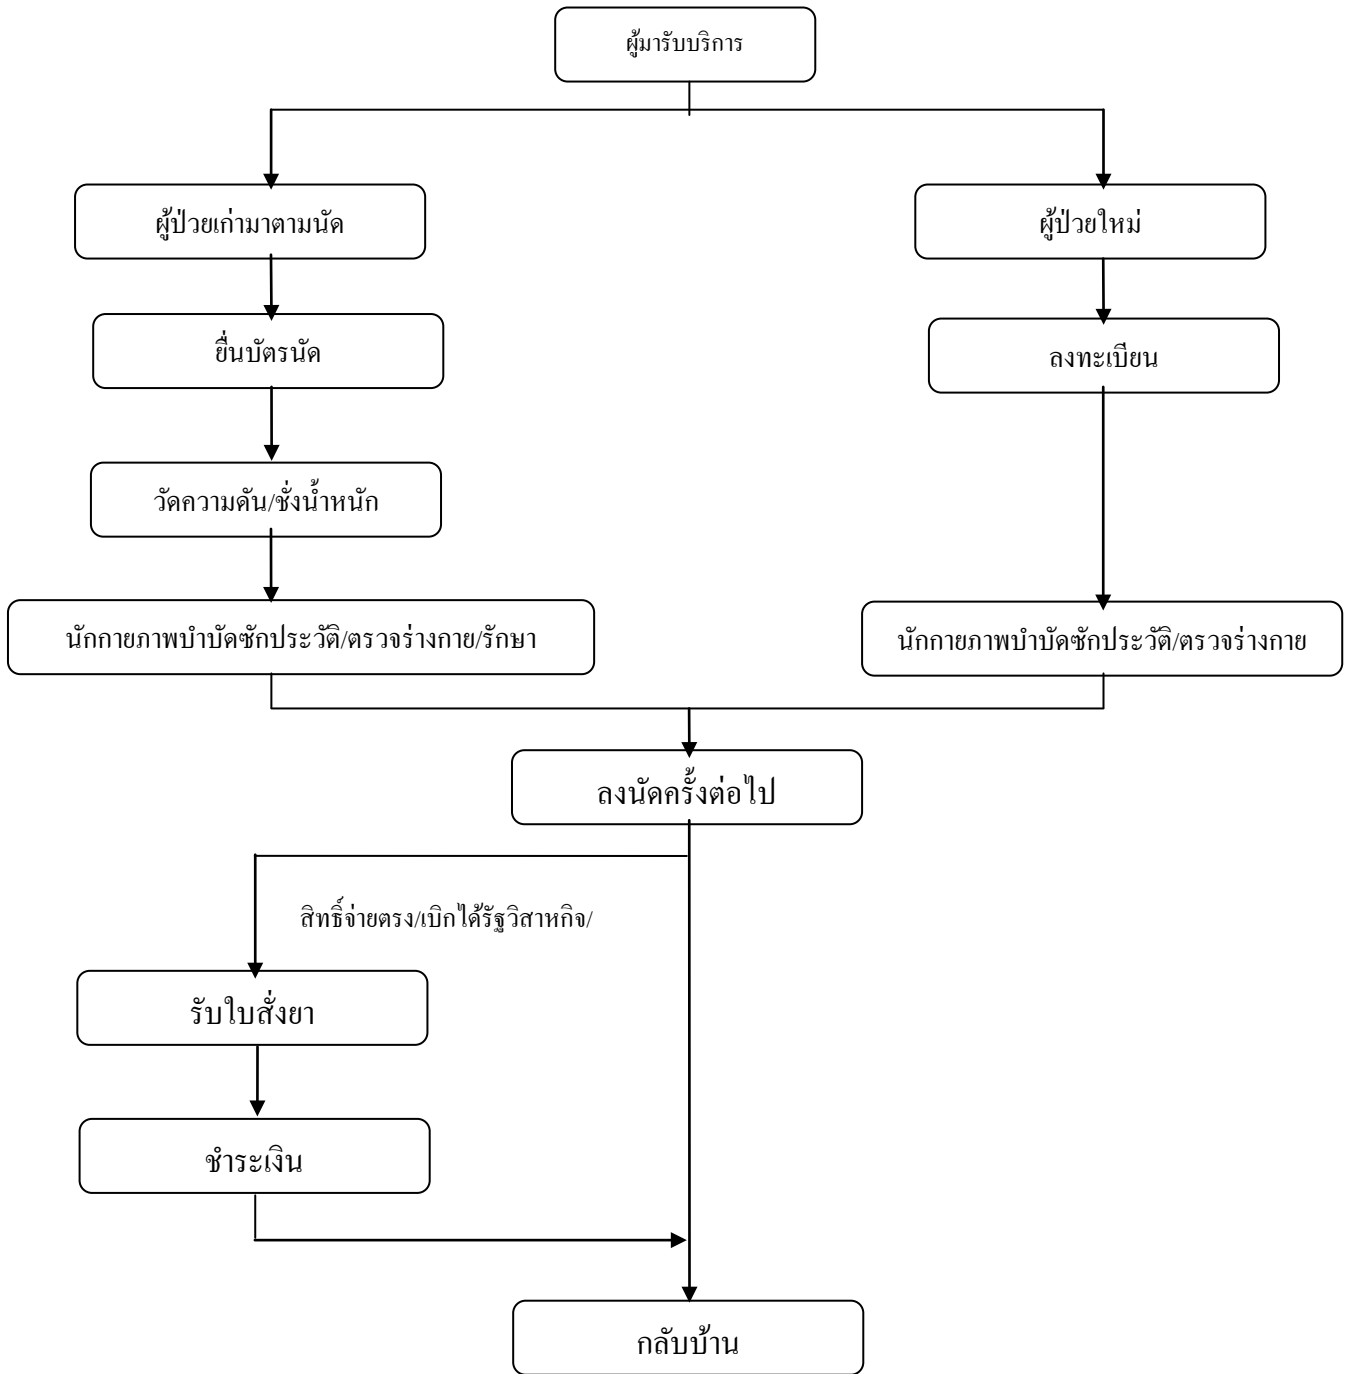 ผู้มารับบริการ
ผู้ป่วยเก่ามาตามนัด
ผู้ป่วยใหม่
ยื่นบัตรนัด
ลงทะเบียน
วัดความดัน/ชั่งน้ำหนัก
นักกายภาพบำบัดซักประวัติ/ตรวจร่างกาย/รักษา
นักกายภาพบำบัดซักประวัติ/ตรวจร่างกาย
ลงนัดครั้งต่อไป
สิทธิ์จ่ายตรง/เบิกได้รัฐวิสาหกิจ/
รับใบสั่งยา
ชำระเงิน
กลับบ้าน